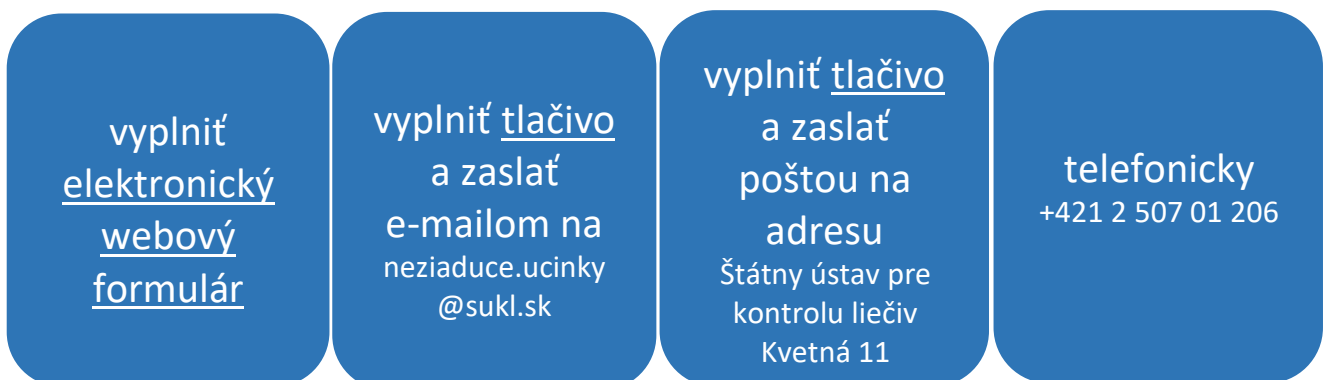 vyplniť
elektronický
webový
formulár
vyplniť tlačivo
a zaslať
e-mailom na
neziaduce.ucinky
@sukl.sk
vyplniť tlačivo
a zaslať
poštou na
adresu
Štátny ústav pre
kontrolu liečiv
Kvetná 11
telefonicky
+421 2 507 01 206